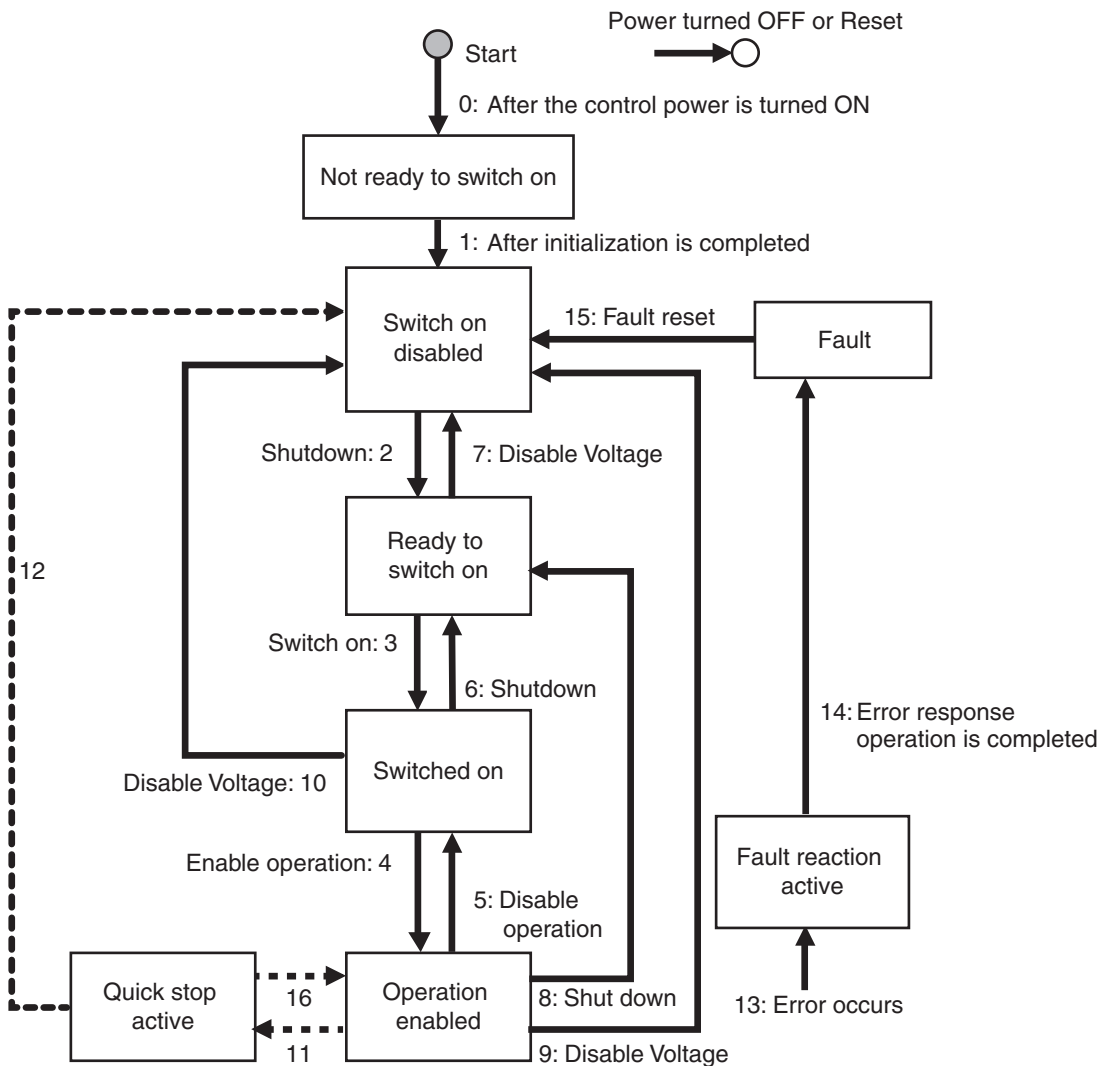 Power turned OFF or Reset
Start
0: After the control power is turned ON
Not ready to switch on
1: After initialization is completed
Switch on
disabled
15: Fault reset
Fault
Shutdown: 2
7: Disable Voltage
Ready to
switch on
12
Switch on: 3
6: Shutdown
14: Error response
operation is completed
Switched on
Disable Voltage: 10
Enable operation: 4
5: Disable
operation
Fault reaction
active
Quick stop
active
16
11
Operation
enabled
8: Shut down
9: Disable Voltage
13: Error occurs